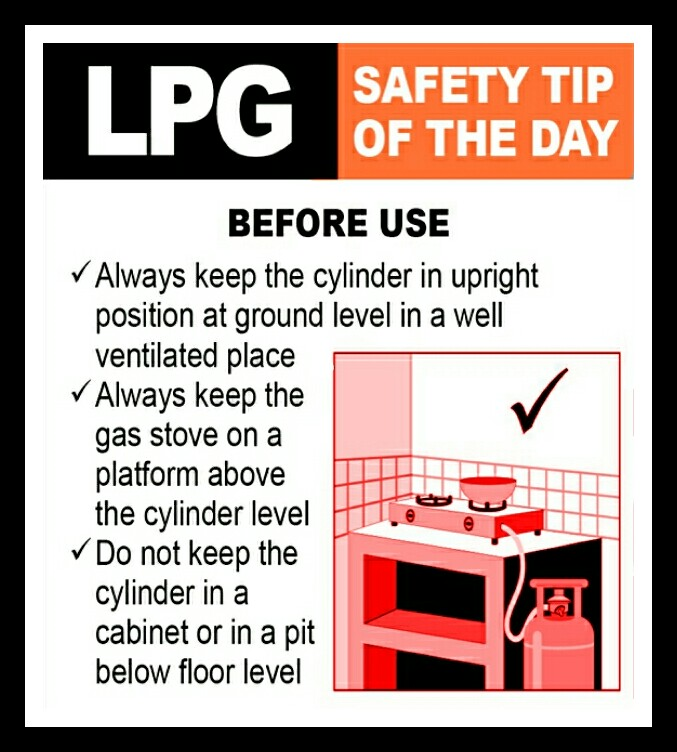 LPG
SAFETY TIP
OF THE DAY
BEFORE USE
✓Always keep the cylinder in upright
position at ground level in a well
ventilated place
✓Always keep the
gas stove on a
platform above
the cylinder level
✓Do not keep the
cylinder in a
cabinet or in a pit
below floor level